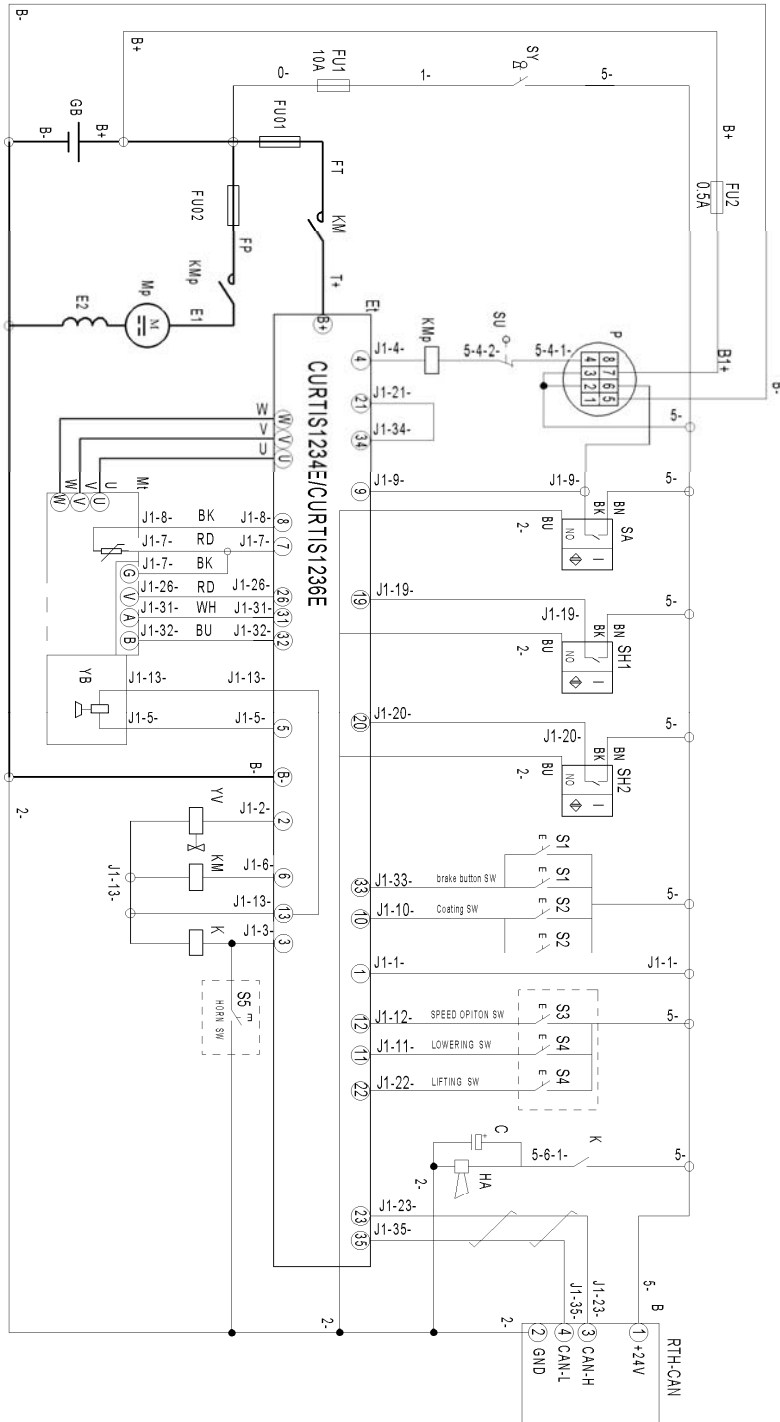 B-
B+
0-
FU1
10A
1-
SY
5-
B+
FU2
0.5A
GB
B-
B+
FU01
FT
KM
T+
FU02
FP
KMp
E1
Mp
M
E2
B1+
B-
P
4 3 2 1
8 7 6 5
SU
5-4-2-
5-4-1-
KMp
J1-4-
Et
B+
4
CURTIS1234E/CURTIS1236E
J1-21-
21
J1-34-
34
5-
J1-9-
9
J1-9-
BK
BN
5-
SA
NO
BU
2-
W
V
U
W
V
U
W
V
U
W
V
U
Mt
J1-8-
BK
J1-8-
8
J1-7-
RD
J1-7-
7
J1-7-
BK
G
J1-26-
RD
J1-26-
26
V
J1-31-
WH
J1-31-
31
A
J1-32-
BU
J1-32-
32
B
J1-19-
19
J1-19-
BK
BN
5-
SH1
NO
BU
2-
YB
J1-13-
J1-13-
J1-5-
J1-5-
5
J1-20-
20
J1-20-
BK
BN
5-
SH2
NO
BU
2-
B-
B-
2-
YV
J1-2-
2
KM
J1-6-
6
J1-13-
J1-13-
13
K
J1-3-
3
S5
E
HORN SW
33
J1-33-
brake button SW
E
S1
E
S1
10
J1-10-
Coating SW
E
S2
E
S2
5-
1
J1-1-
J1-1-
12
J1-12-
SPEED OPITON SW
E
S3
5-
11
J1-11-
LOWERING SW
E
S4
22
J1-22-
LIFTING SW
E
S4
C
+
HA
5-6-1-
K
5-
2-
23
J1-23-
35
J1-35-
J1-35-
J1-23-
5-
B
2-
2-
2
GND
4
CAN-L
3
CAN-H
1
+24V
RTH-CAN